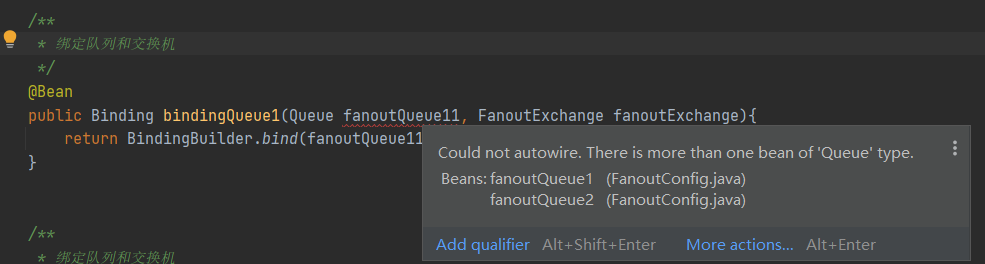 /**
 * 绑定队列和交换机
 */
@Bean
public Binding bindingQueue1(Queue fanoutQueue11, FanoutExchange fanoutExchange){
    return BindingBuilder.bind(fanoutQueue11
}
Could not autowire. There is more than one bean of 'Queue' type.
Beans: fanoutQueue1 (FanoutConfig.java)
fanoutQueue2 (FanoutConfig.java)
Add qualifier Alt+Shift+Enter More actions... Alt+Enter
/**
 * 绑定队列和交换机